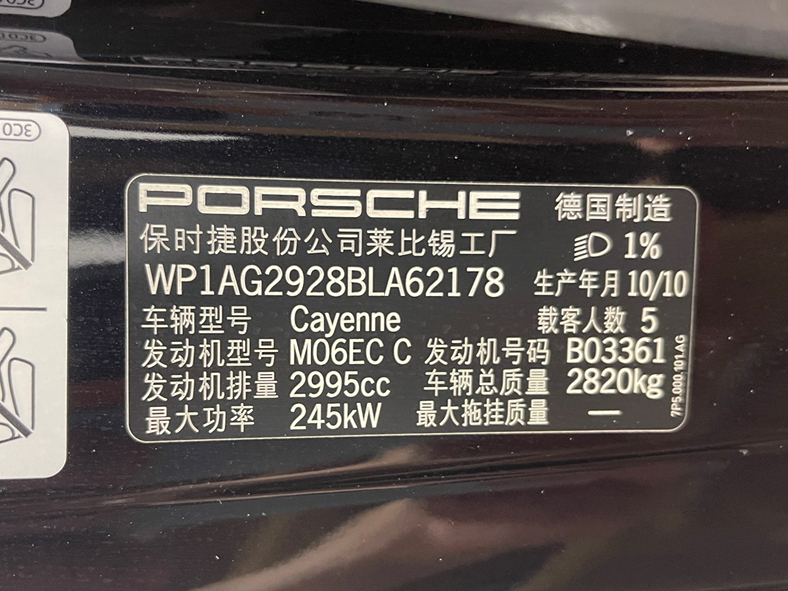 3C0
3C0
PORSCHE 德国制造
保时捷股份公司莱比锡工厂 1%
WP1AG2928BLA62178 生产年月 10/10
车辆型号 Cayenne 载客人数 5
发动机型号 M06EC C 发动机号码 B03361
发动机排量 2995cc 车辆总质量 2820kg
最大功率 245kW 最大拖挂质量 —
7P5.000.101.AG